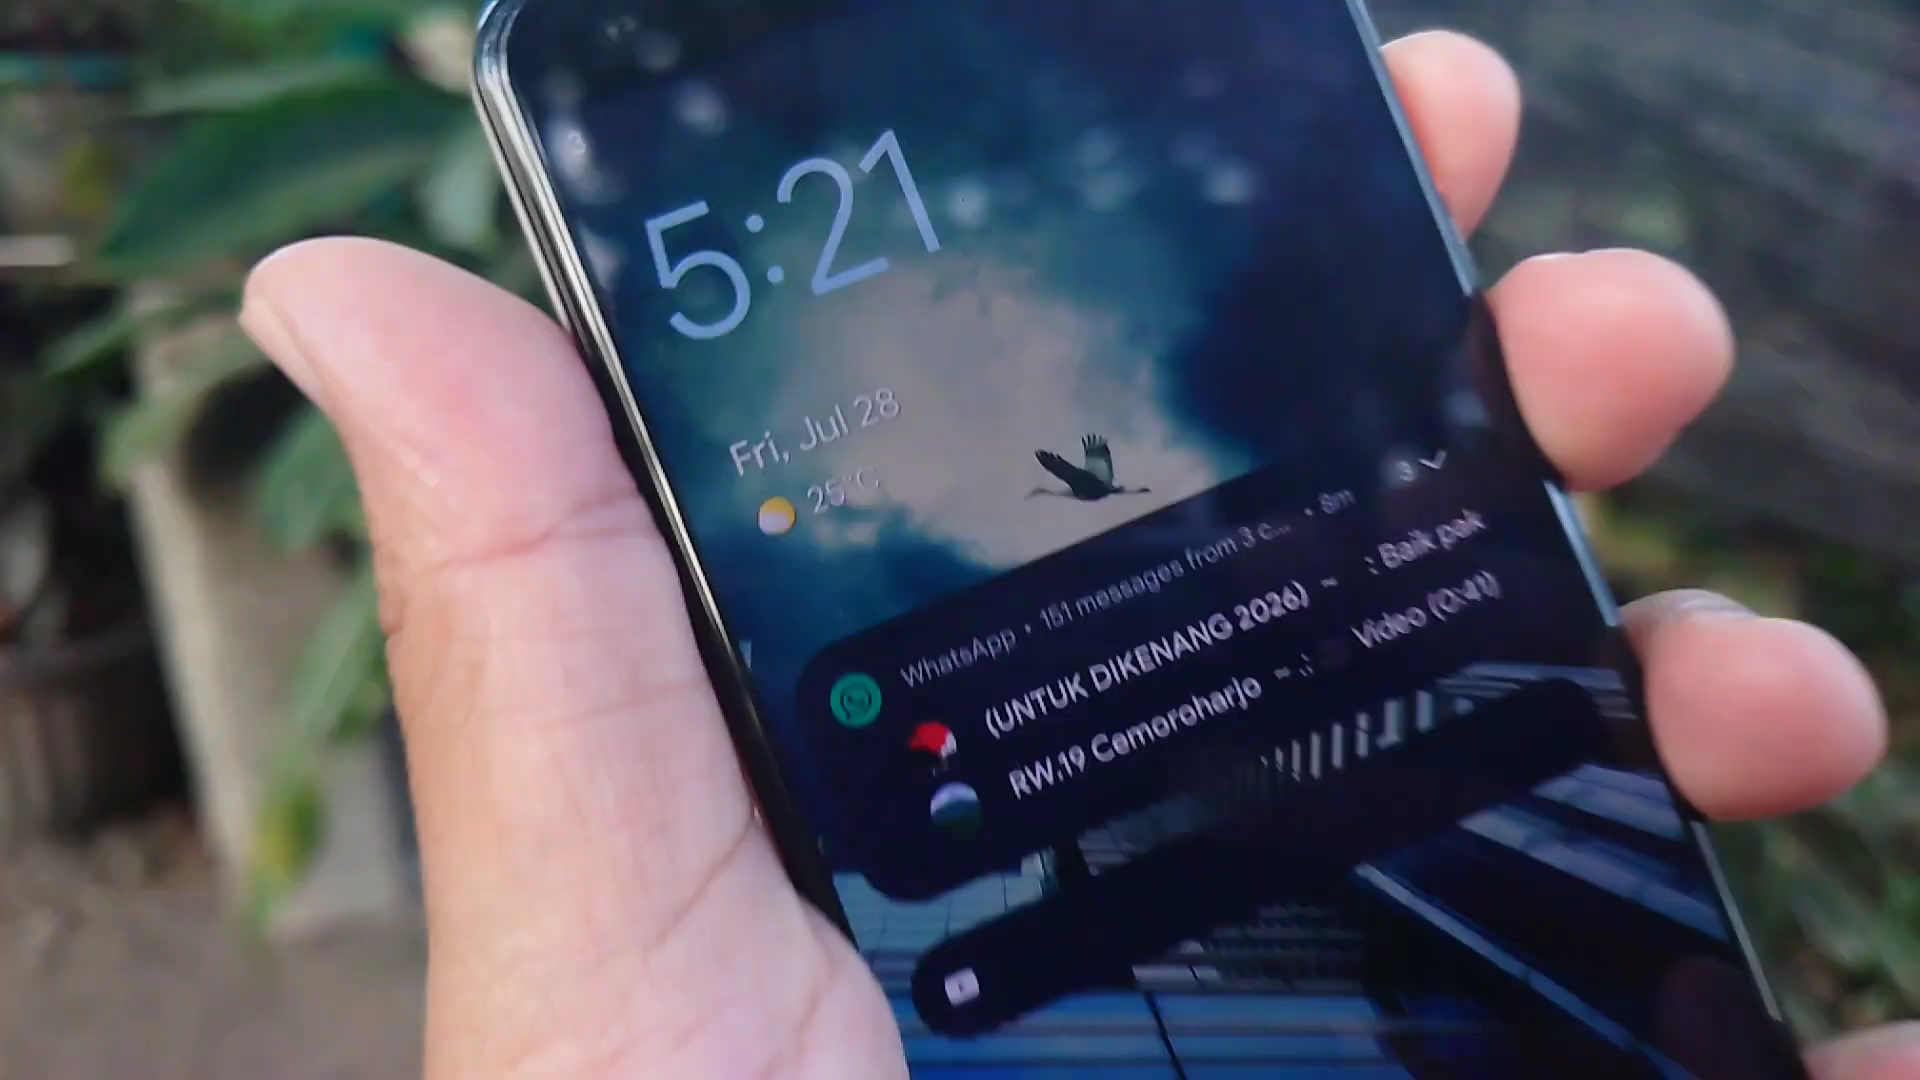 5:21
Fri, Jul 28
25°C
WhatsApp • 151 messages from 3 c... • 8m
3
(UNTUK DIKENANG 2026) ~ : Baik pak
RW.19 Cemoroharjo ~ .: Video (0:41)